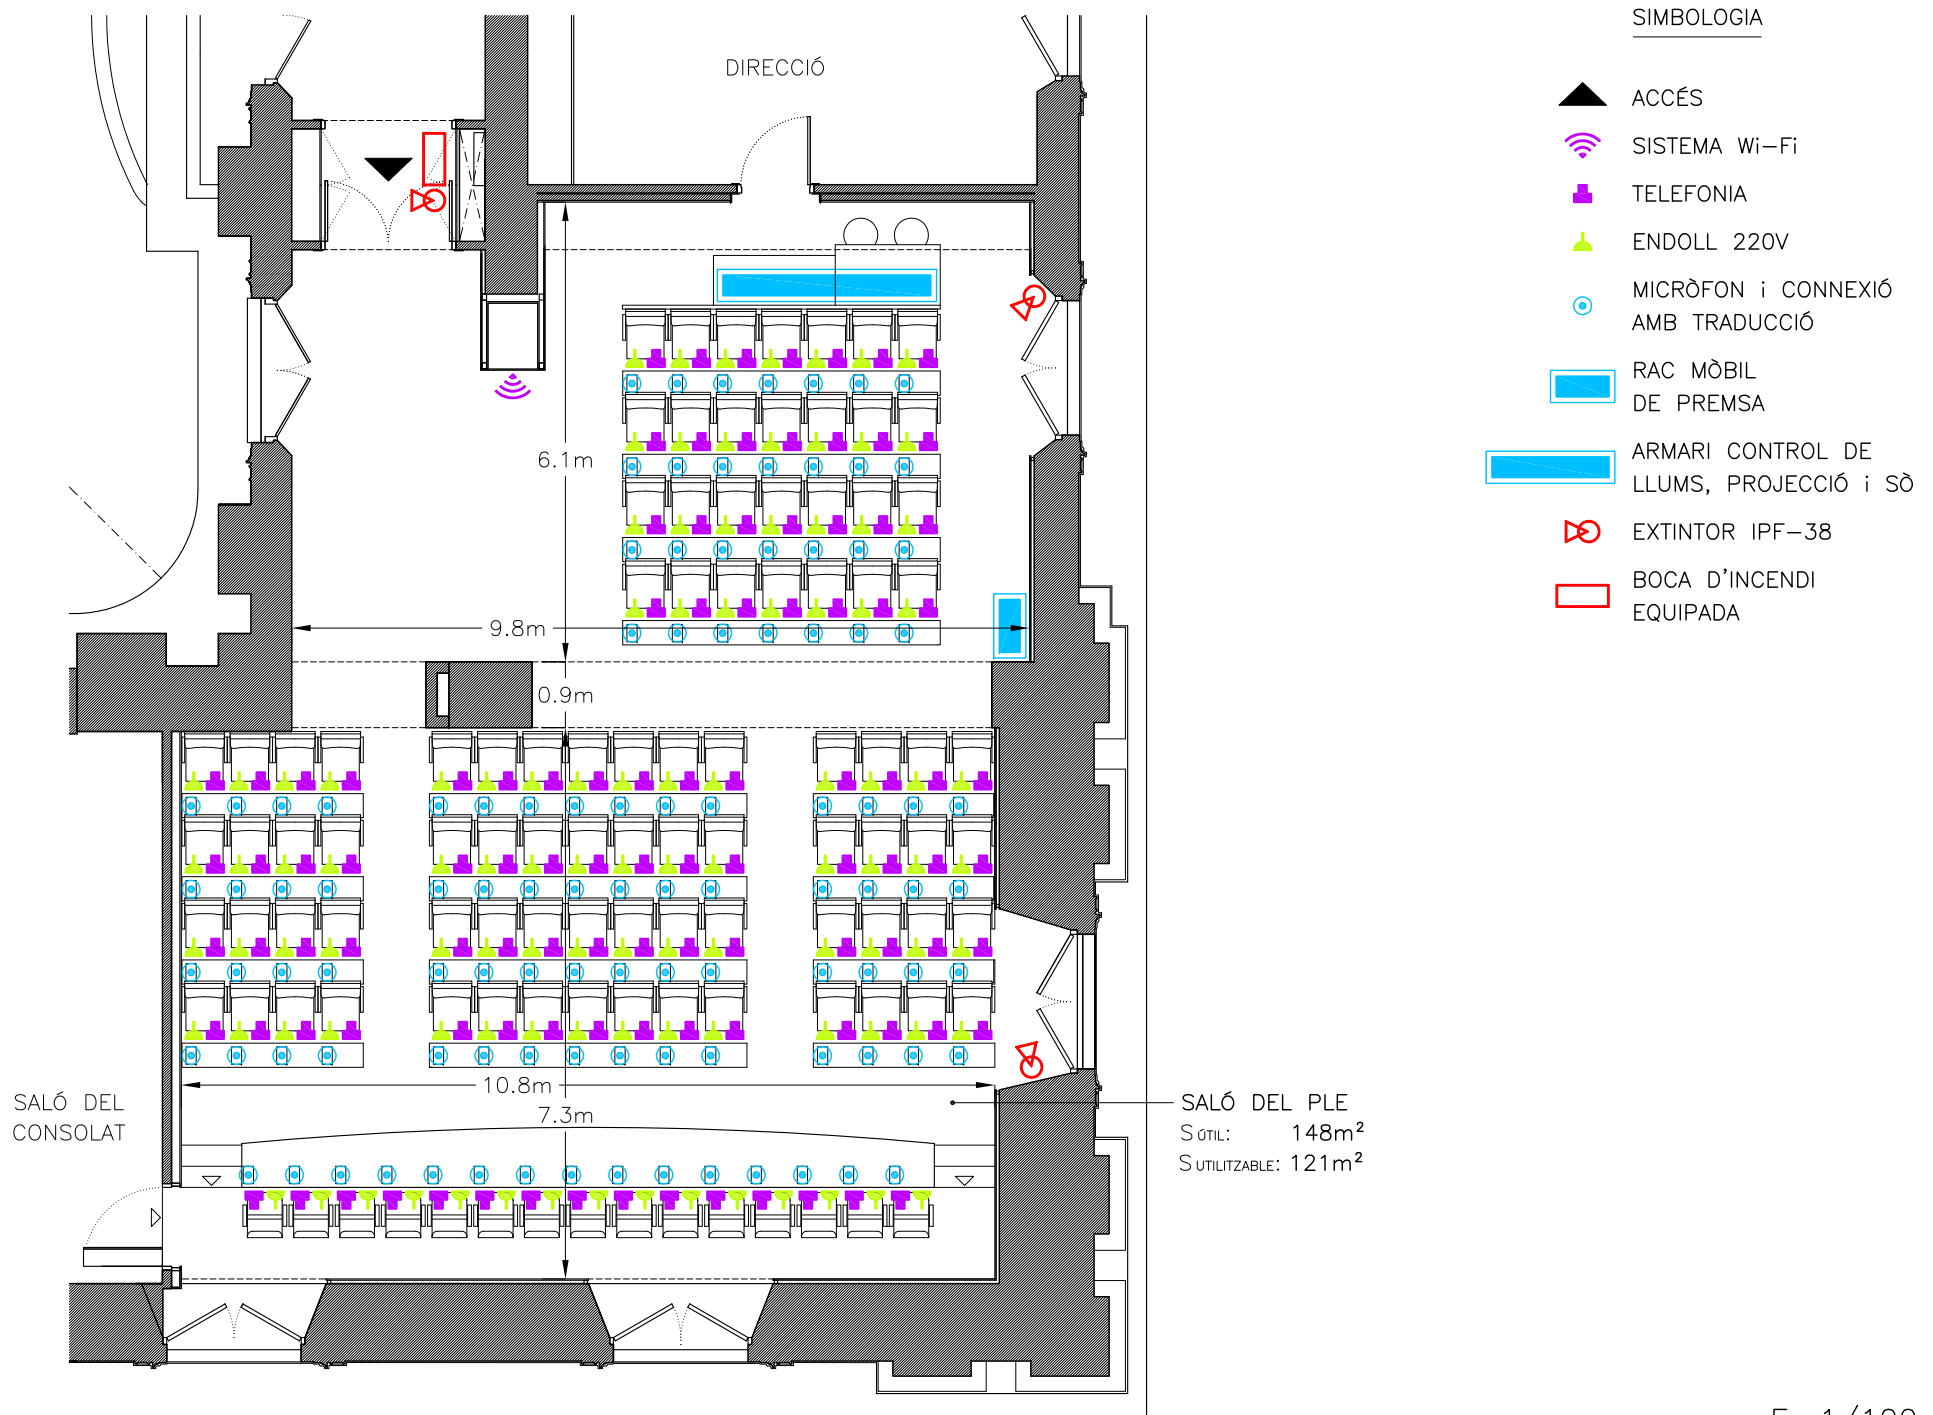 SIMBOLOGIA
DIRECCIÓ
ACCÉS
SISTEMA Wi-Fi
TELEFONIA
ENDOLL 220V
MICRÒFON i CONNEXIÓ
AMB TRADUCCIÓ
RAC MÒBIL
DE PREMSA
ARMARI CONTROL DE
LLUMS, PROJECCIÓ i SÒ
EXTINTOR IPF-38
BOCA D'INCENDI
EQUIPADA
6.1m
9.8m
0.9m
10.8m
7.3m
SALÓ DEL
CONSOLAT
SALÓ DEL PLE
S ÚTIL: 148m²
S UTILITZABLE: 121m²